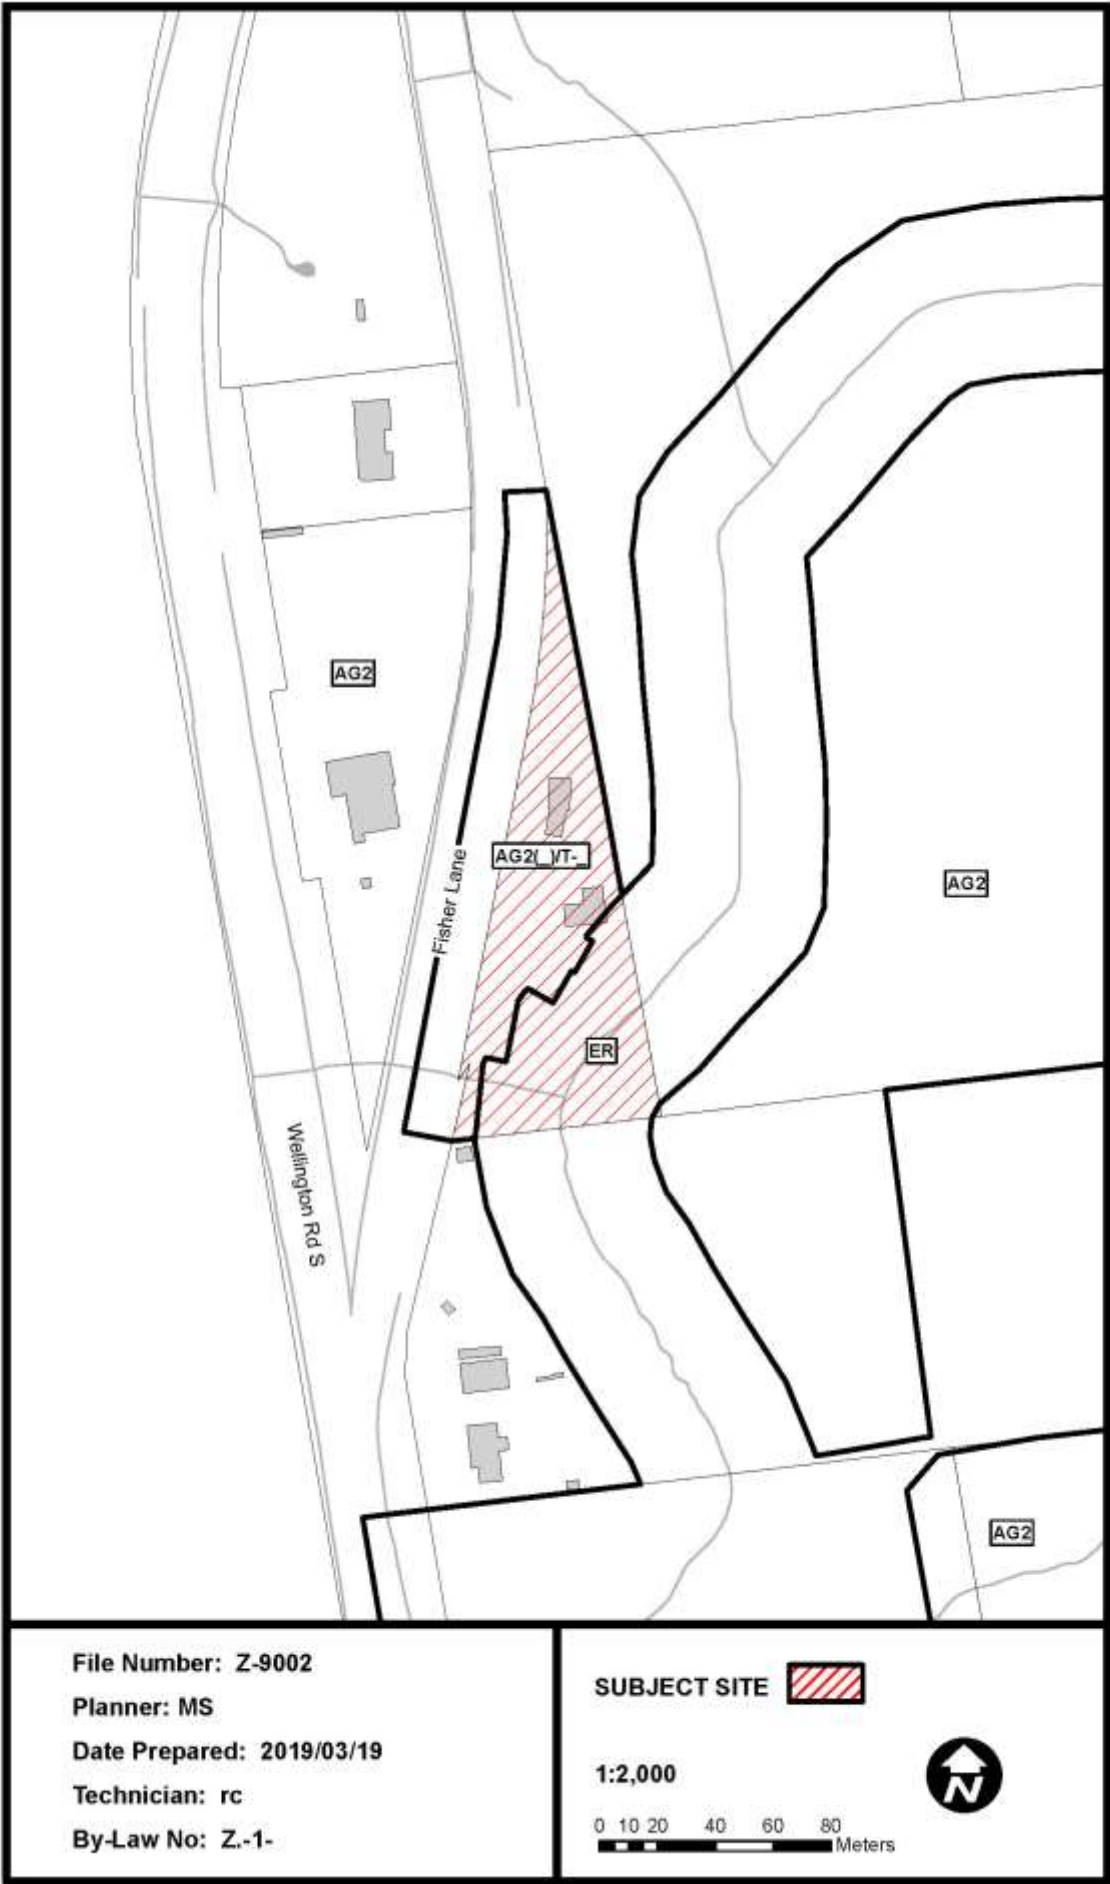 AG2
AG2(_)/T-_
Fisher Lane
AG2
ER
Wellington Rd S
AG2
File Number: Z-9002
Planner: MS
Date Prepared: 2019/03/19
Technician: rc
By-Law No: Z.-1-
SUBJECT SITE
1:2,000
N
0 10 20 40 60 80
Meters